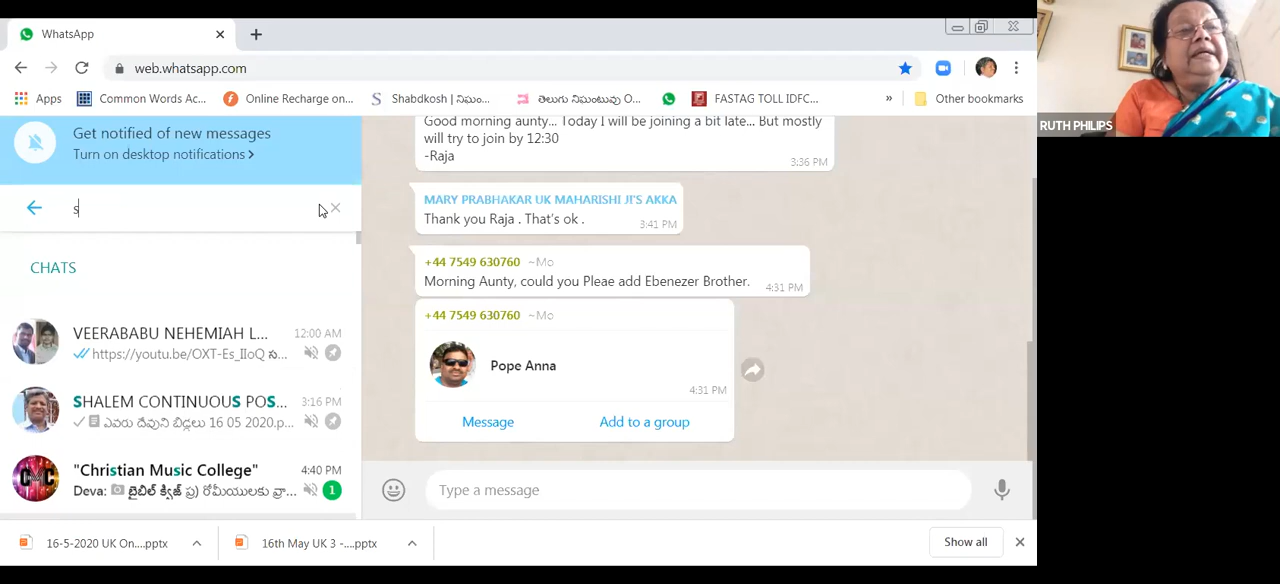 WhatsApp
web.whatsapp.com
Apps
Common Words Ac...
Online Recharge on...
Shabdkosh | నిఘం...
తెలుగు నిఘంటువు O...
FASTAG TOLL IDFC...
»
Other bookmarks
RUTH PHILIPS
Get notified of new messages
Turn on desktop notifications >
s
CHATS
VEERABABU NEHEMIAH L... 12:00 AM
https://youtu.be/OXT-Es_IIoQ స...
SHALEM CONTINUOUS POS... 3:16 PM
ఎవరు దేవుని బిడ్డలు 16 05 2020.p...
"Christian Music College" 4:40 PM
Deva: బైబిల్ క్విజ్ ప్ర) రోమీయులకు వ్రా... 1
Good morning aunty... Today I will be joining a bit late... But mostly
will try to join by 12:30
-Raja
3:36 PM
MARY PRABHAKAR UK MAHARISHI JI'S AKKA
Thank you Raja . That's ok . 3:41 PM
+44 7549 630760 ~Mo
Morning Aunty, could you Pleae add Ebenezer Brother. 4:31 PM
+44 7549 630760 ~Mo
Pope Anna
4:31 PM
Message Add to a group
Type a message
16-5-2020 UK On....pptx
16th May UK 3 -....pptx
Show all